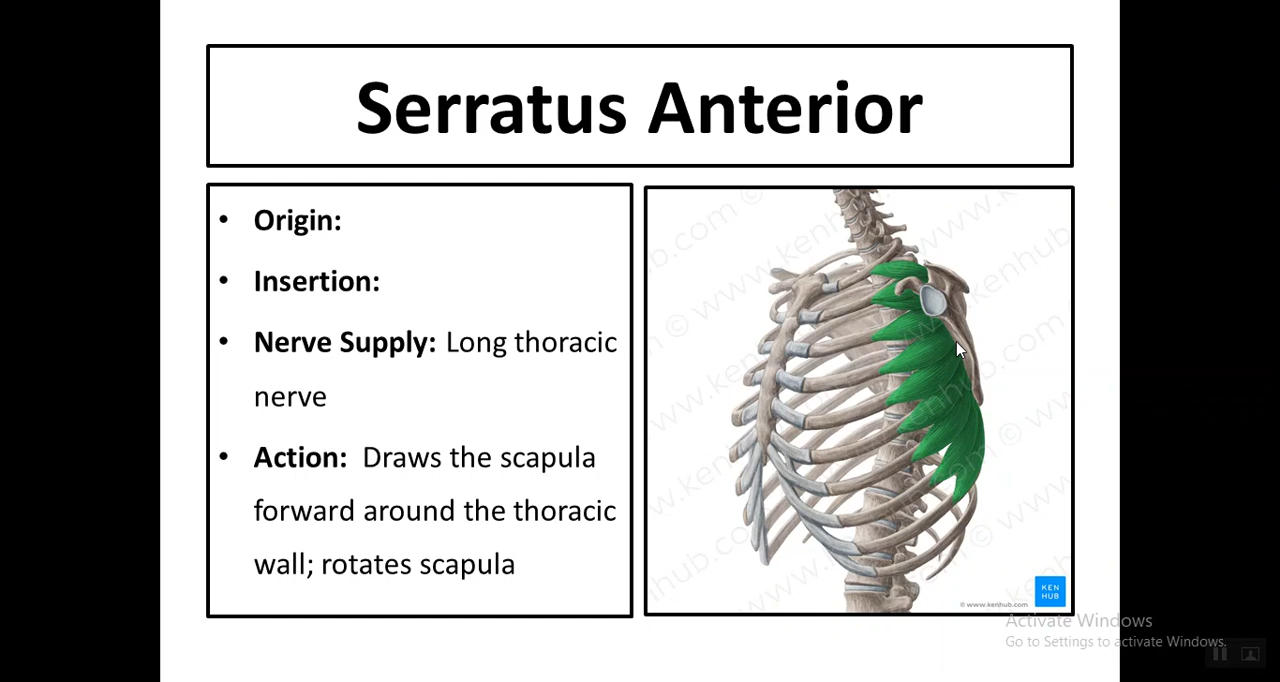 Serratus Anterior
• Origin:
• Insertion:
• Nerve Supply: Long thoracic
nerve
• Action: Draws the scapula
forward around the thoracic
wall; rotates scapula
© www.kenhub.com
KEN
HUB
Activate Windows
Go to Settings to activate Windows.